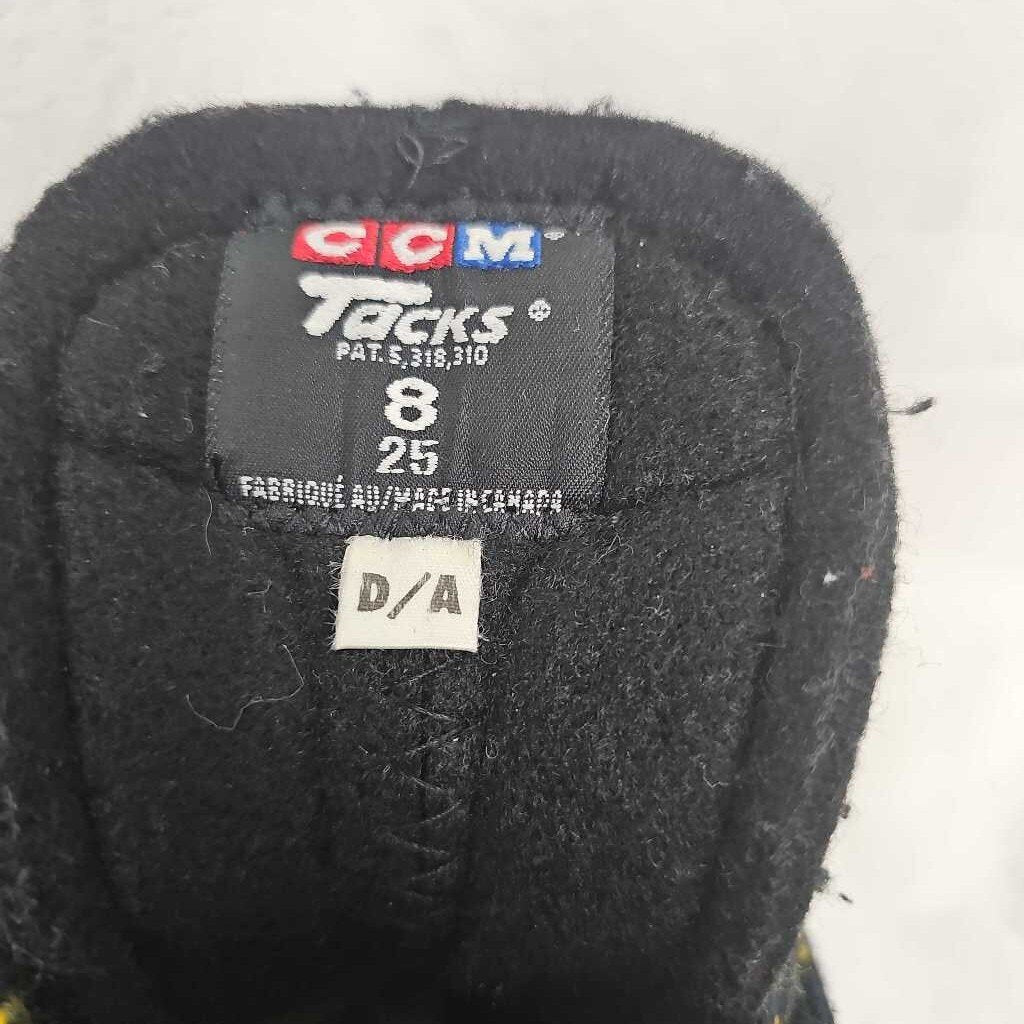 CCM
Tacks ®
PAT. 5,318,310
8
25
FABRIQUÉ AU/MADE IN CANADA
D/A